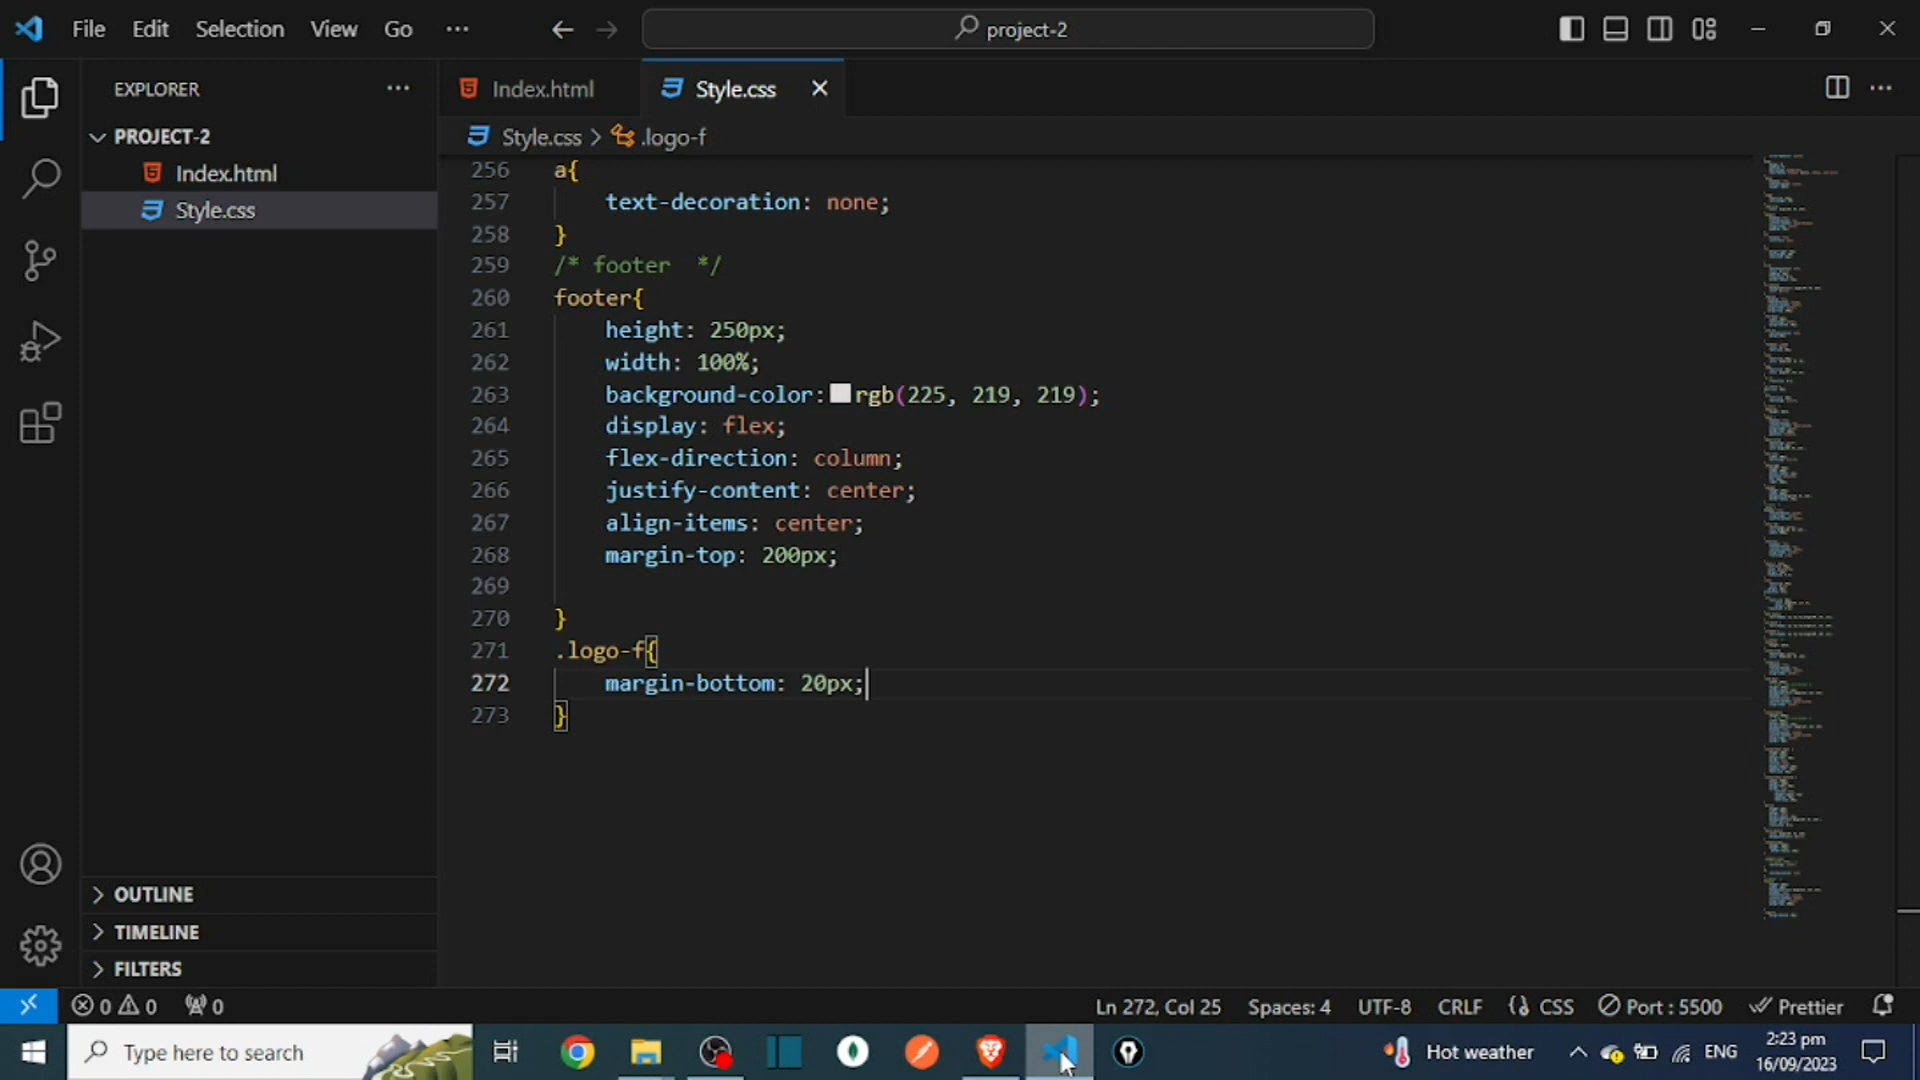 File Edit Selection View Go ··· project-2
EXPLORER ···
Index.html Style.css
PROJECT-2
Index.html
Style.css
Style.css > .logo-f
256 a{
257 text-decoration: none;
258 }
259 /* footer */
260 footer{
261 height: 250px;
262 width: 100%;
263 background-color: rgb(225, 219, 219);
264 display: flex;
265 flex-direction: column;
266 justify-content: center;
267 align-items: center;
268 margin-top: 200px;
269
270 }
271 .logo-f{
272 margin-bottom: 20px;
273 }
OUTLINE
TIMELINE
FILTERS
0 0 0 Ln 272, Col 25 Spaces: 4 UTF-8 CRLF {} CSS Port : 5500 Prettier
Type here to search Hot weather ENG 2:23 pm
16/09/2023